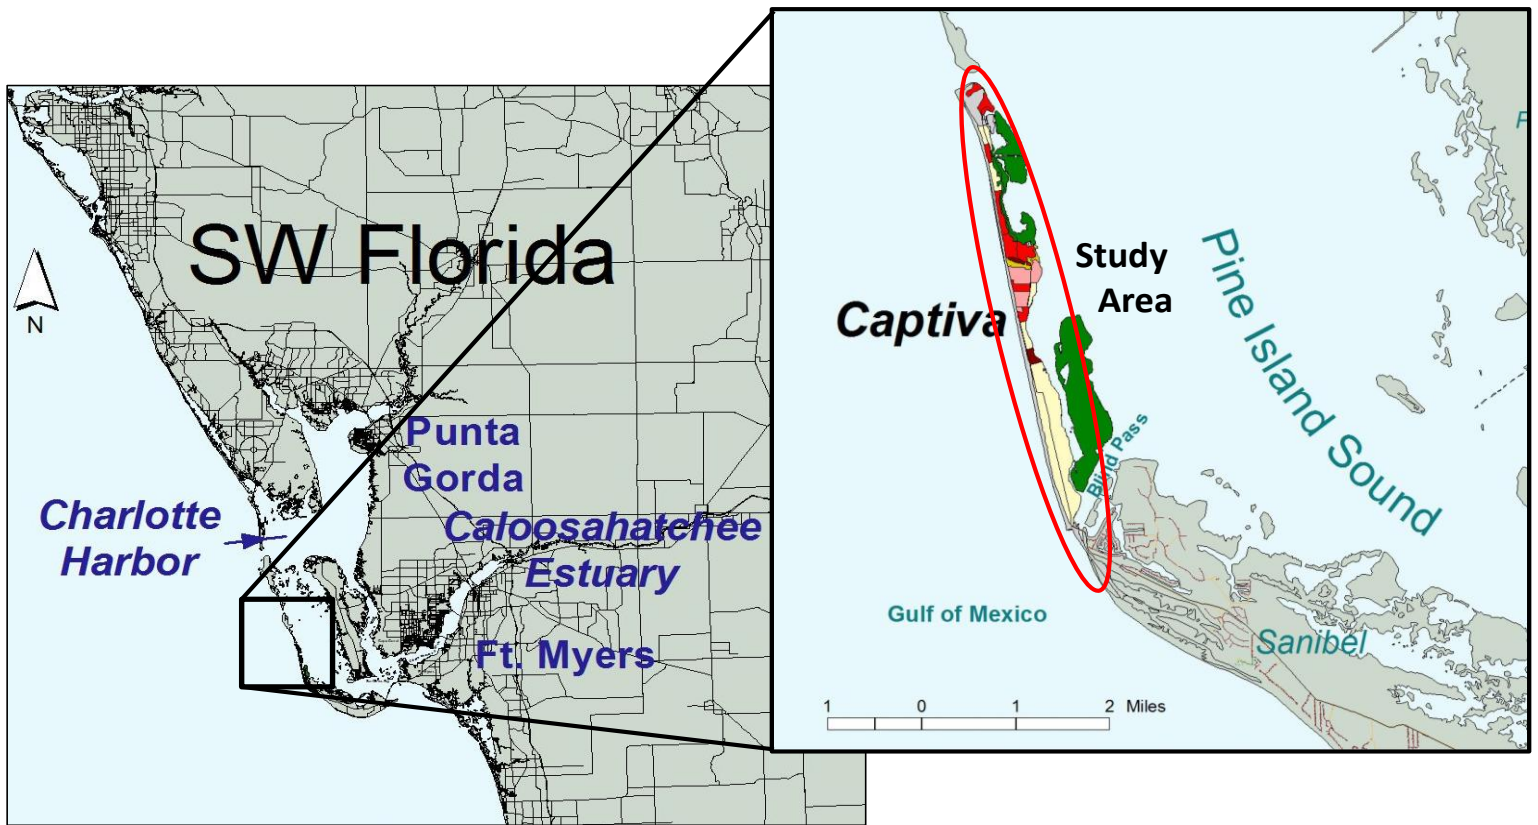 SW Florida
N
Punta
Gorda
Charlotte
Harbor
Caloosahatchee
Estuary
Ft. Myers
Study
Area
Captiva
Pine Island Sound
Blind Pass
Gulf of Mexico
Sanibel
1 0 1 2 Miles